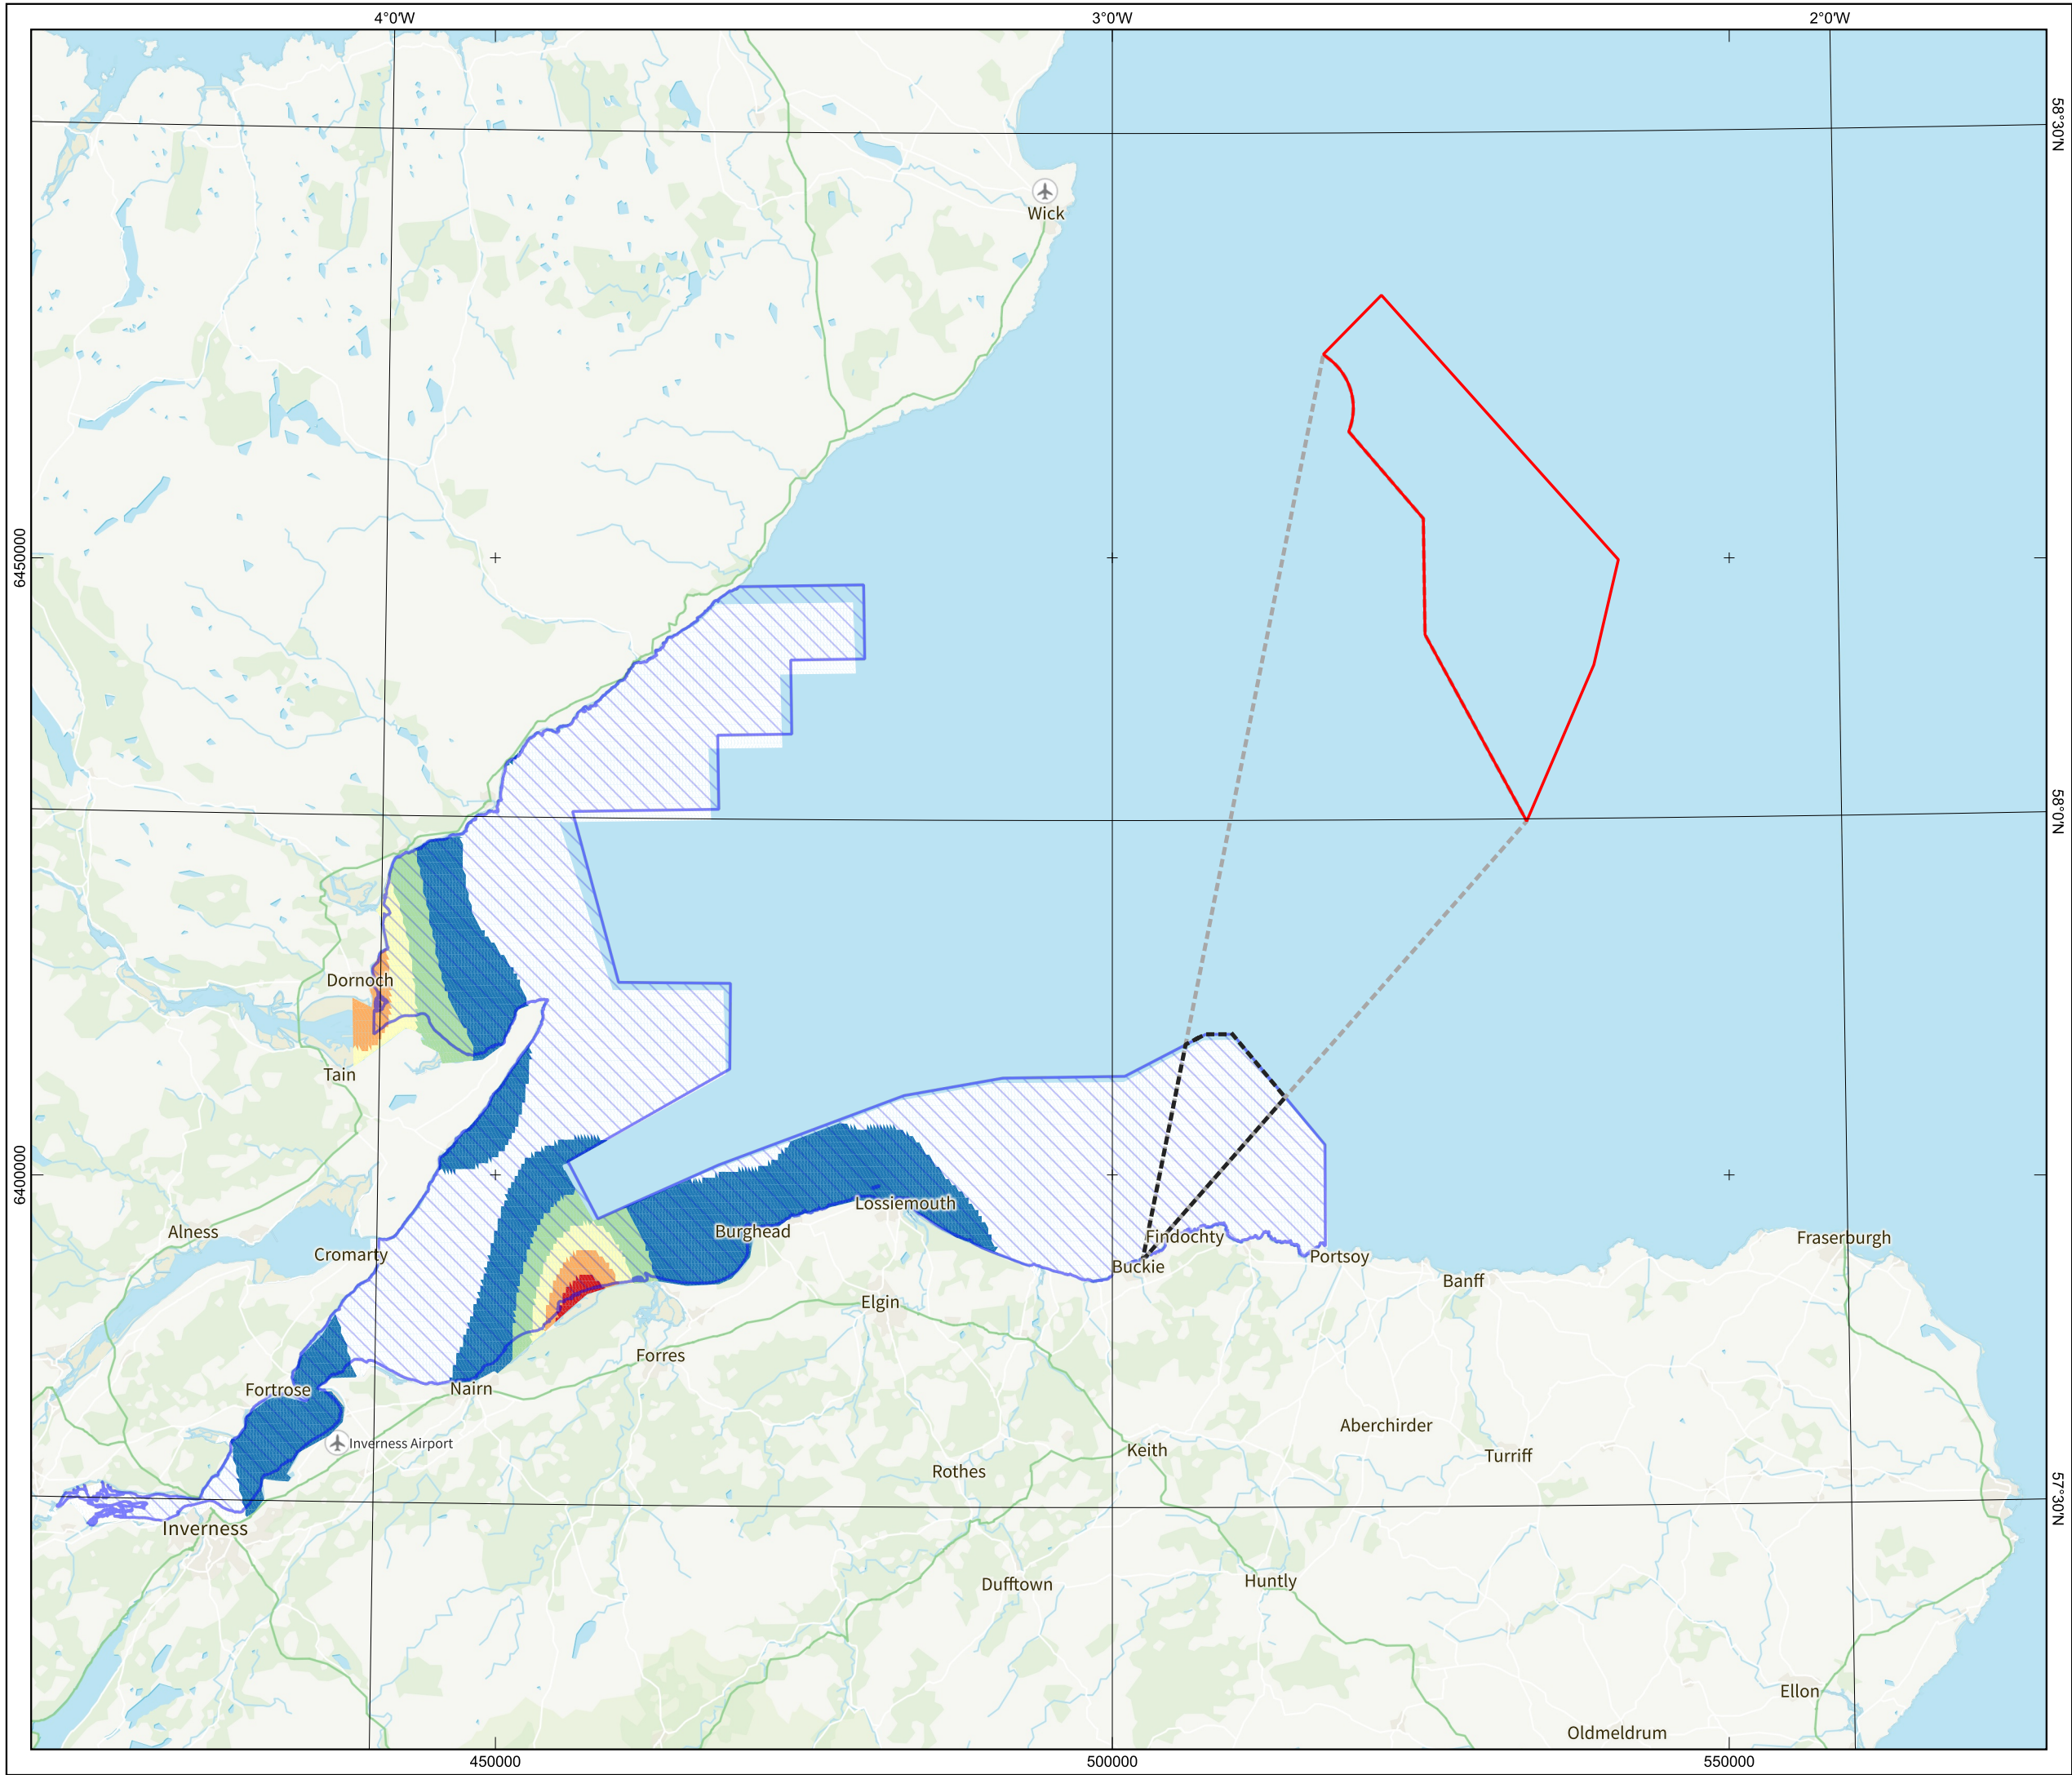 4°0'W
3°0'W
2°0'W
58°30'N
Wick
6450000
58°0'N
Dornoch
Tain
6400000
Lossiemouth
Alness
Burghead
Findochty
Fraserburgh
Cromarty
Portsoy
Buckie
Banff
Elgin
Forres
Fortrose
Nairn
Aberchirder
Inverness Airport
Keith
Turriff
Rothes
57°30'N
Inverness
Huntly
Dufftown
Ellon
Oldmeldrum
450000
500000
550000